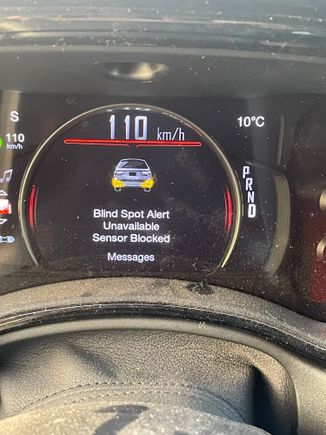 S
110 km/h
10°C
110
km/h
P
R
N
D
Blind Spot Alert
Unavailable
Sensor Blocked
Messages